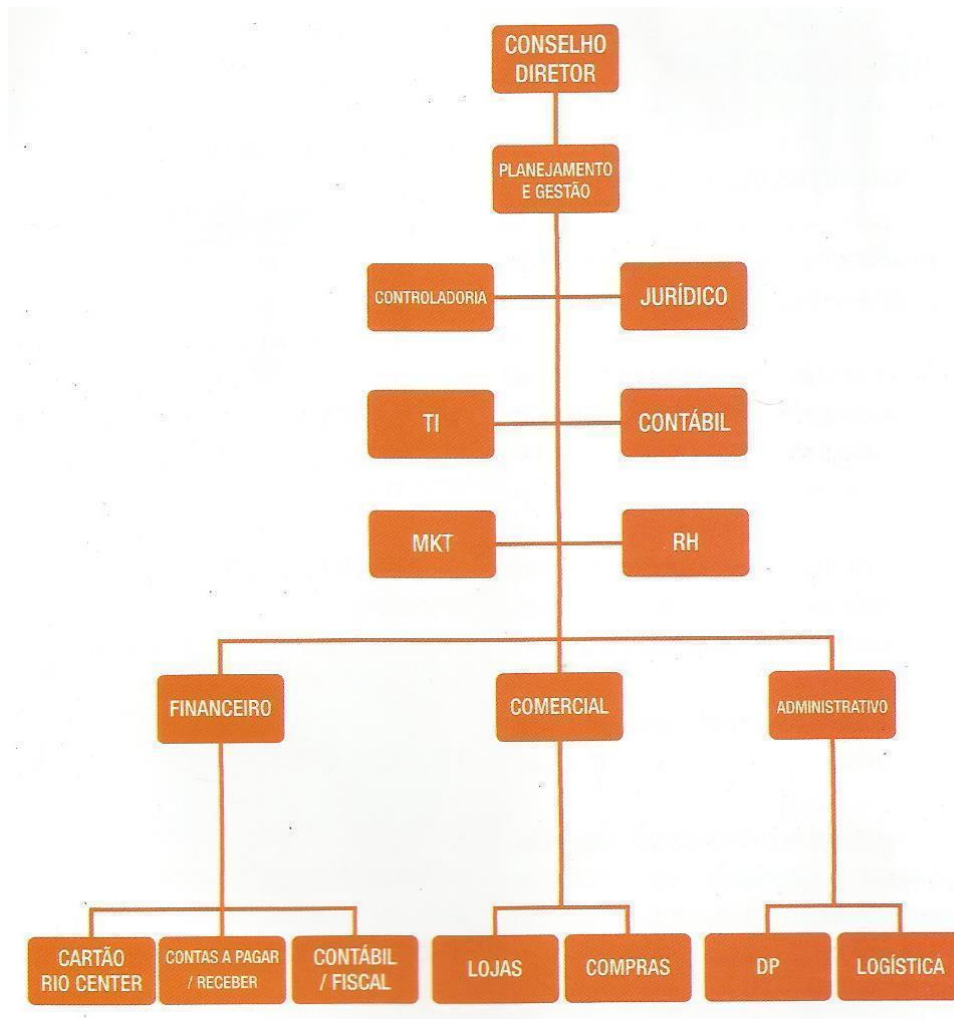 CONSELHO
DIRETOR
PLANEJAMENTO
E GESTÃO
CONTROLADORIA
JURÍDICO
TI
CONTÁBIL
MKT
RH
FINANCEIRO
COMERCIAL
ADMINISTRATIVO
CARTÃO
RIO CENTER
CONTAS A PAGAR
/ RECEBER
CONTÁBIL
/ FISCAL
LOJAS
COMPRAS
DP
LOGÍSTICA